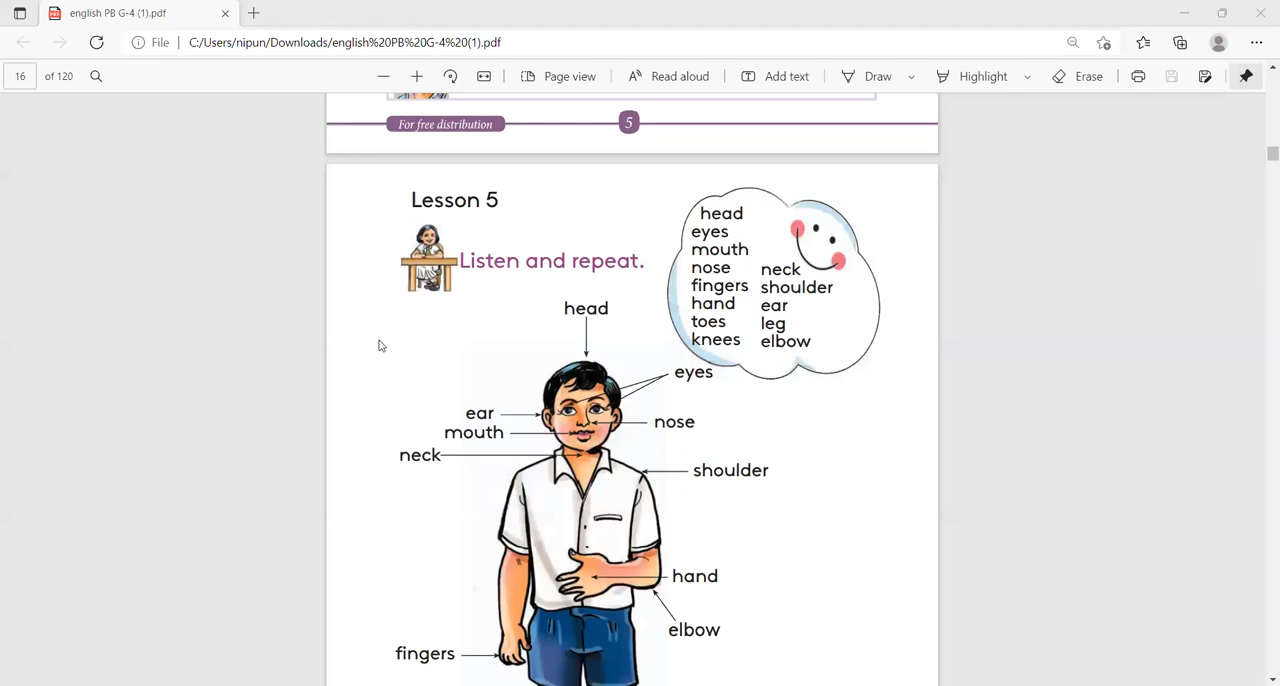 english PB G-4 (1).pdf
File
C:/Users/nipun/Downloads/english%20PB%20G-4%20(1).pdf
16 of 120
Page view
Read aloud
Add text
Draw
Highlight
Erase
For free distribution
5
Lesson 5
Listen and repeat.
head
eyes
mouth
nose
fingers
hand
toes
knees
neck
shoulder
ear
leg
elbow
head
eyes
ear
nose
mouth
neck
shoulder
hand
elbow
fingers